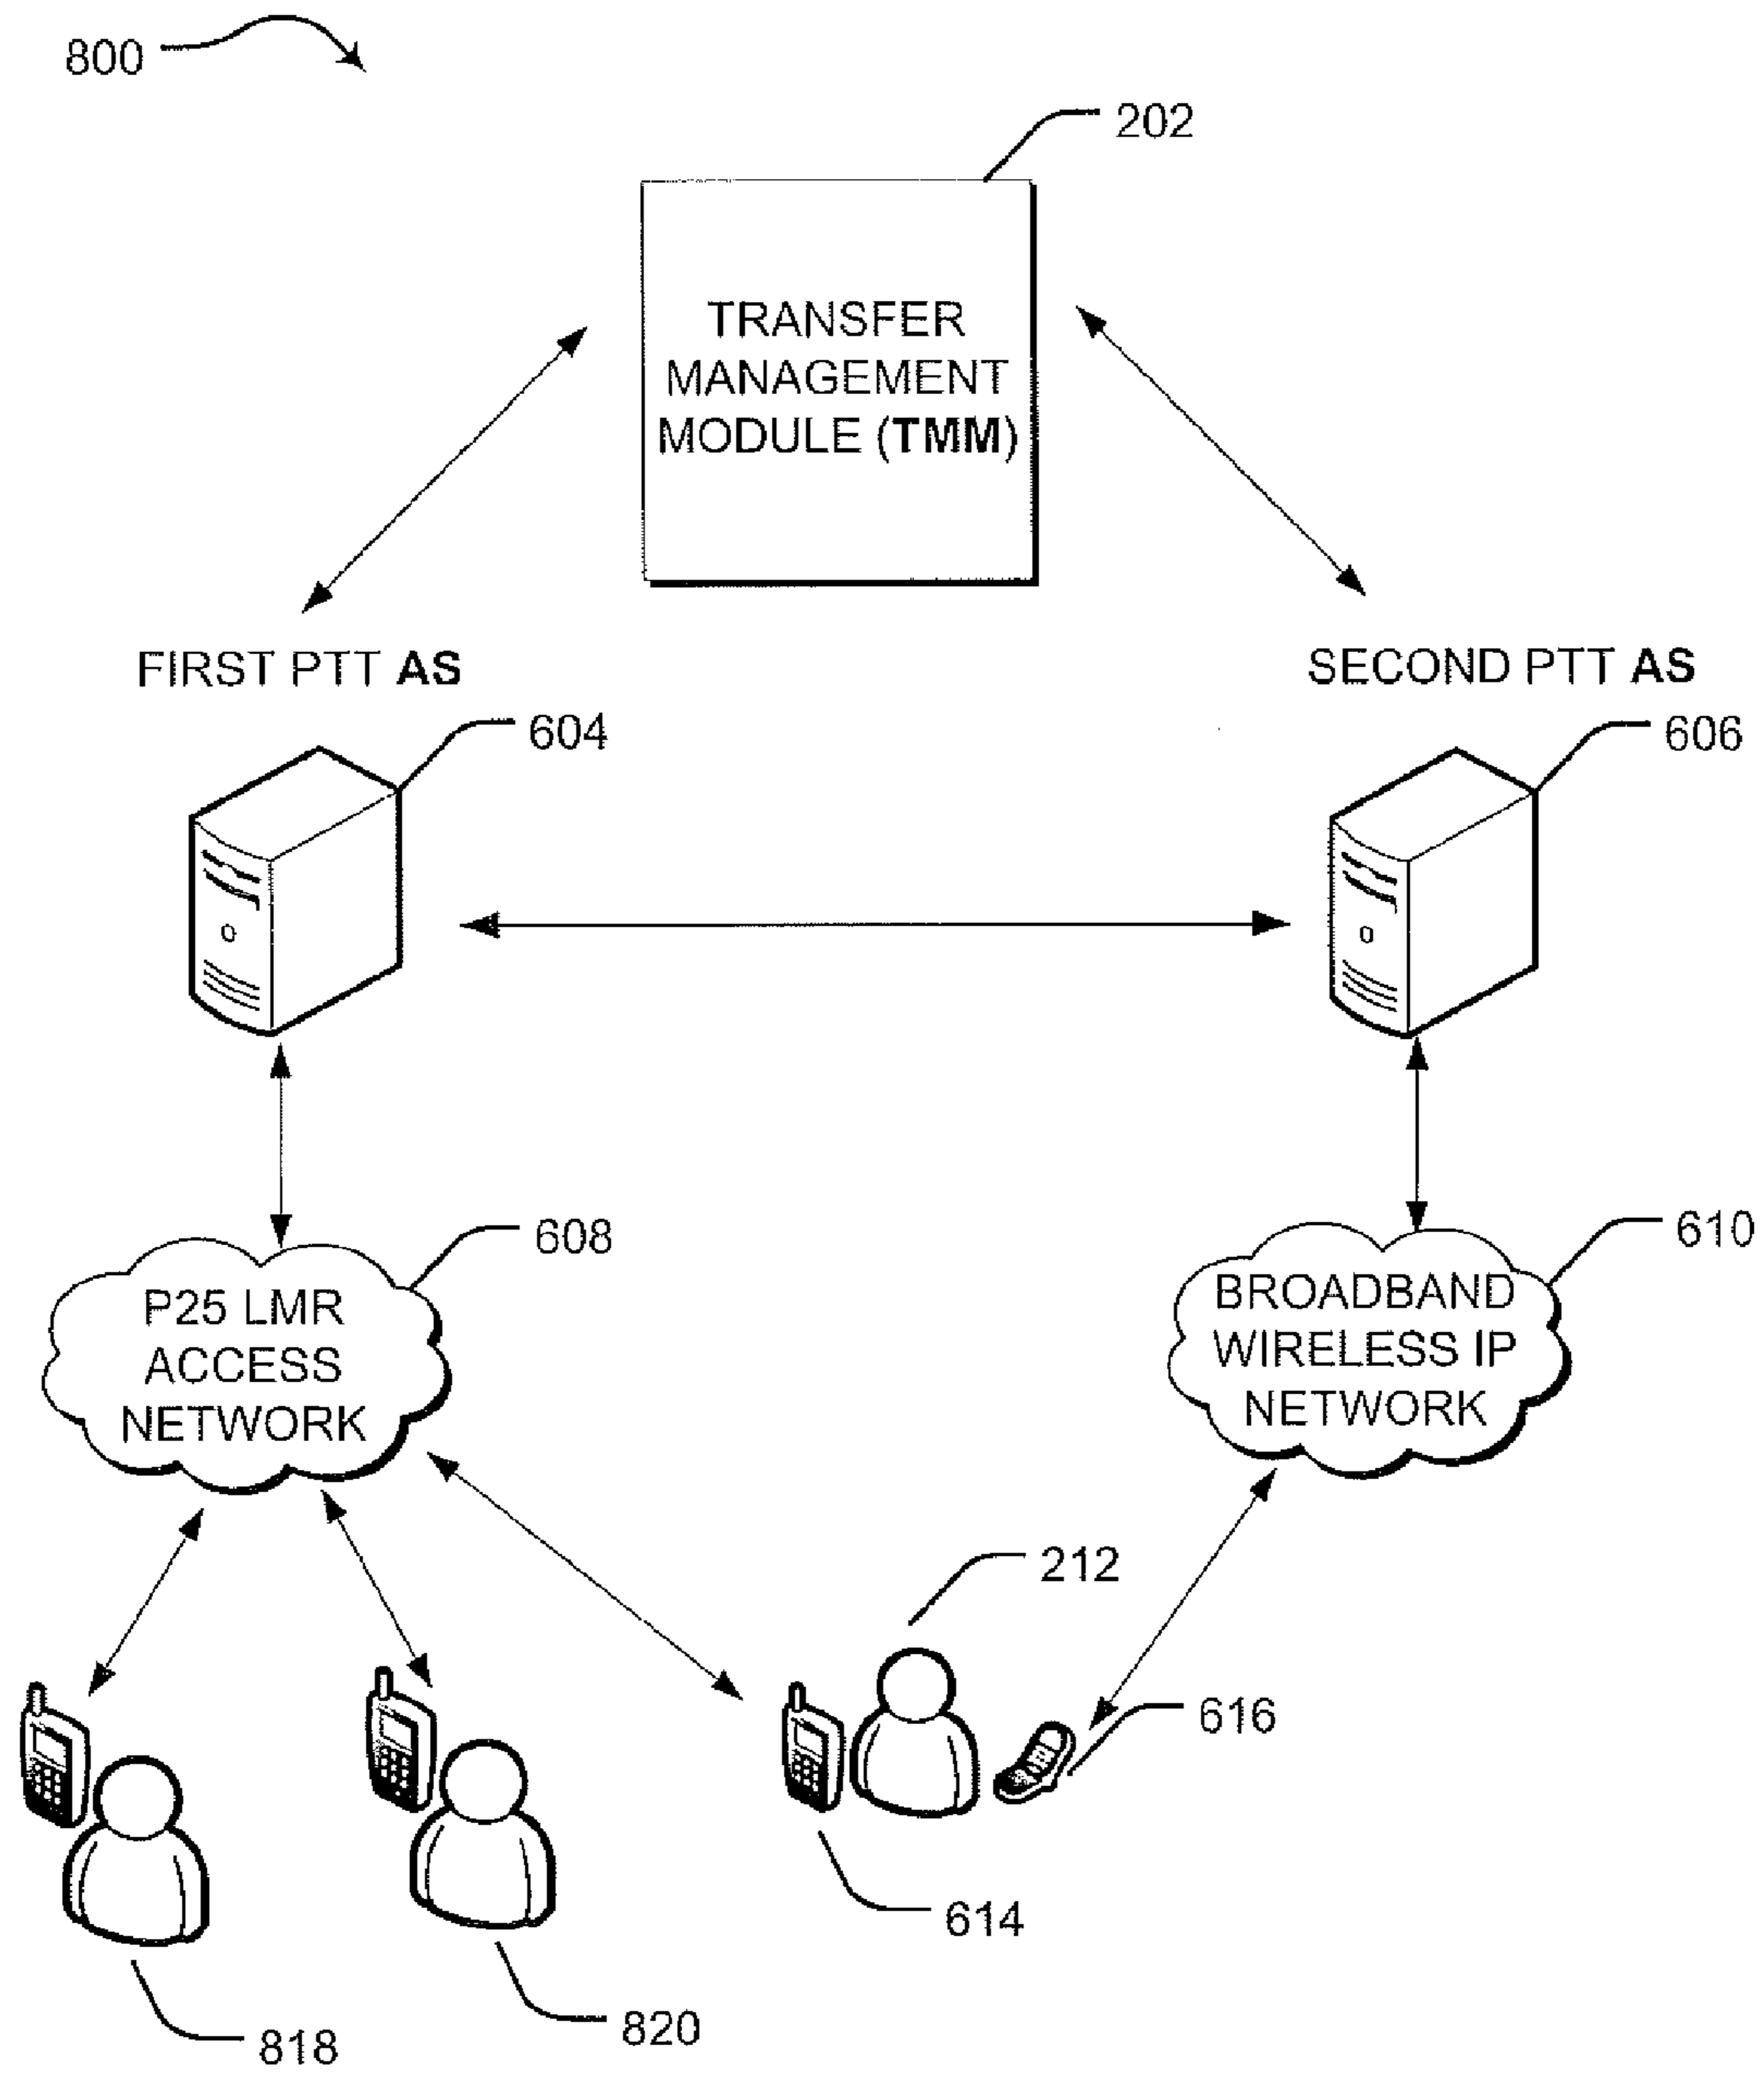 800
202
TRANSFER
MANAGEMENT
MODULE (TMM)
FIRST PTT AS
SECOND PTT AS
604
606
608
610
P25 LMR
ACCESS
NETWORK
BROADBAND
WIRELESS IP
NETWORK
212
616
614
818
820